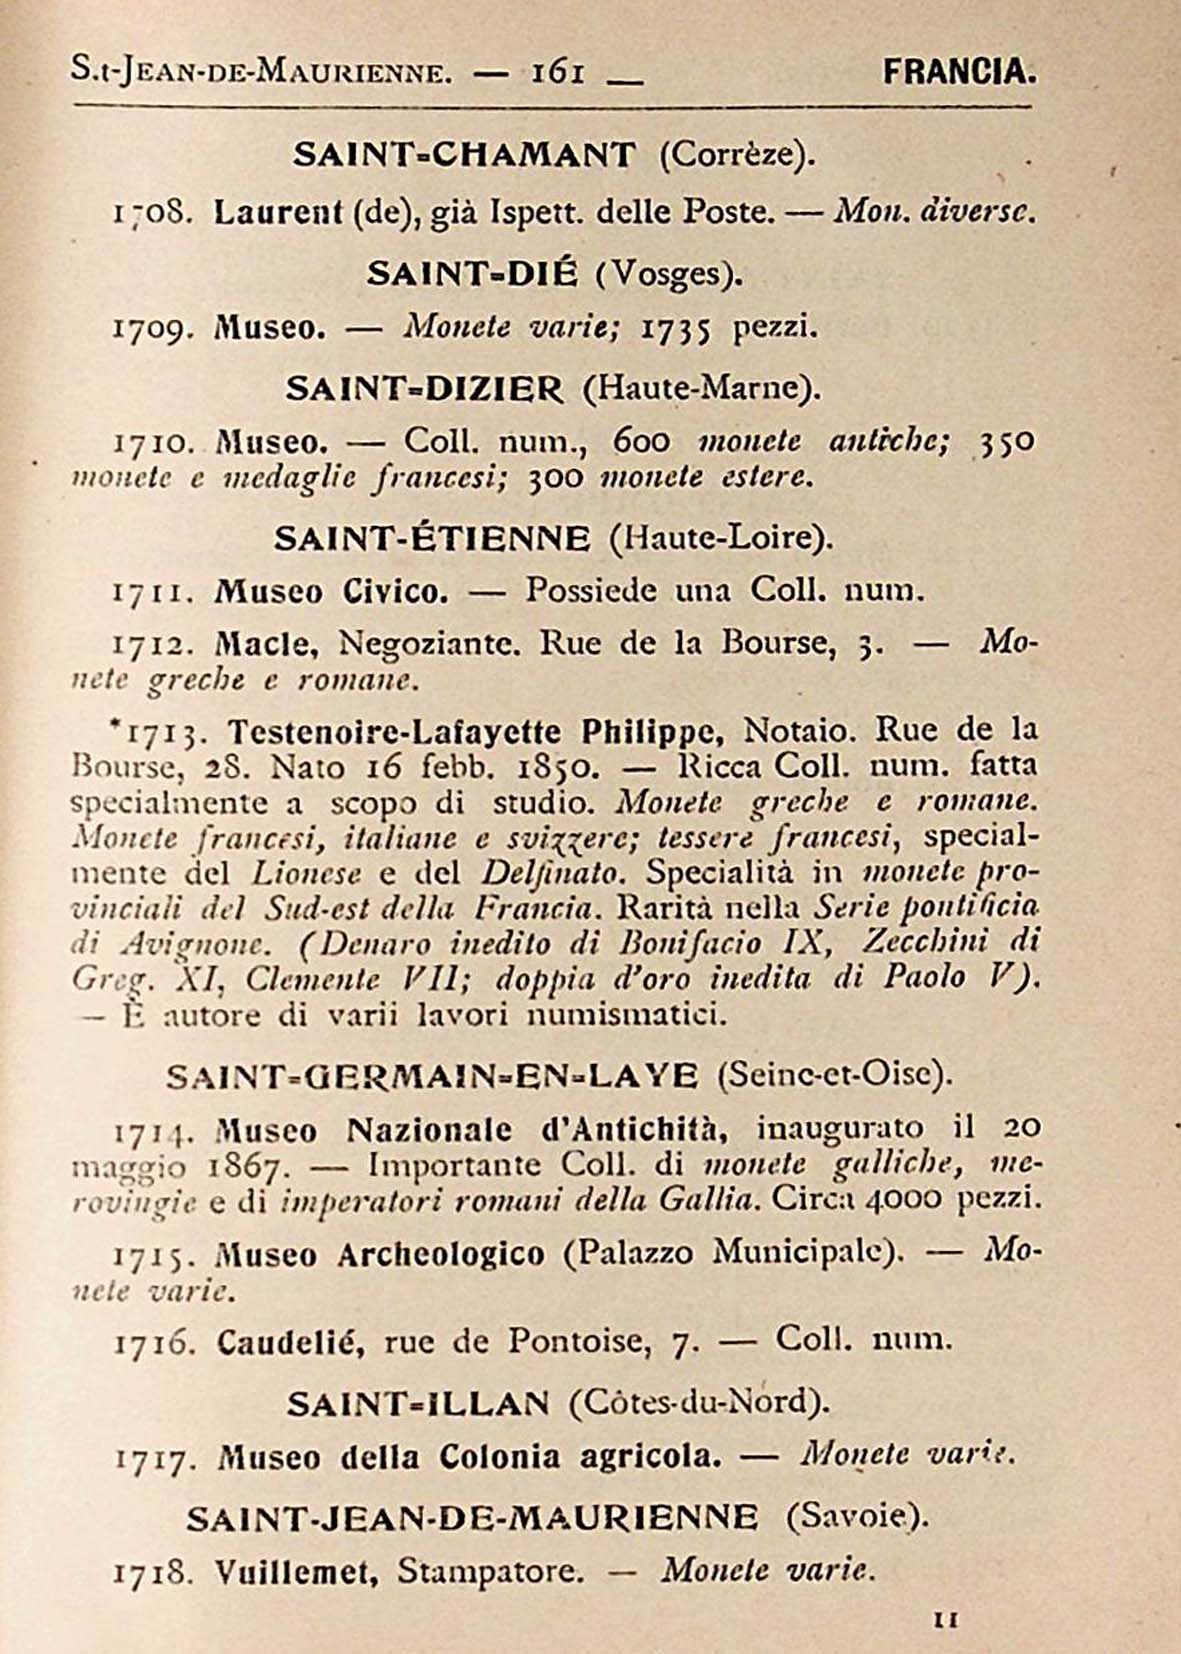 S.t-JEAN-DE-MAURIENNE. — 161 — FRANCIA.
SAINT-CHAMANT (Corrèze).
1708. Laurent (de), già Ispett. delle Poste. — Mon. diverse.
SAINT-DIÉ (Vosges).
1709. Museo. — Monete varie; 1735 pezzi.
SAINT-DIZIER (Haute-Marne).
1710. Museo. — Coll. num., 600 monete antiche; 350
monete e medaglie francesi; 300 monete estere.
SAINT-ÉTIENNE (Haute-Loire).
1711. Museo Civico. — Possiede una Coll. num.
1712. Macle, Negoziante. Rue de la Bourse, 3. — Mo-
nete greche e romane.
*1713. Testenoire-Lafayette Philippe, Notaio. Rue de la
Bourse, 28. Nato 16 febb. 1850. — Ricca Coll. num. fatta
specialmente a scopo di studio. Monete greche e romane.
Monete francesi, italiane e svizzere; tessere francesi, special-
mente del Lionese e del Delfinato. Specialità in monete pro-
vinciali del Sud-est della Francia. Rarità nella Serie pontificia
di Avignone. (Denaro inedito di Bonifacio IX, Zecchini di
Greg. XI, Clemente VII; doppia d'oro inedita di Paolo V).
— È autore di varii lavori numismatici.
SAINT-GERMAIN-EN-LAYE (Seine-et-Oise).
1714. Museo Nazionale d'Antichità, inaugurato il 20
maggio 1867. — Importante Coll. di monete galliche, me-
rovingie e di imperatori romani della Gallia. Circa 4000 pezzi.
1715. Museo Archeologico (Palazzo Municipale). — Mo-
nete varie.
1716. Caudelié, rue de Pontoise, 7. — Coll. num.
SAINT-ILLAN (Côtes-du-Nord).
1717. Museo della Colonia agricola. — Monete varie.
SAINT-JEAN-DE-MAURIENNE (Savoie).
1718. Vuillemet, Stampatore. — Monete varie.
11